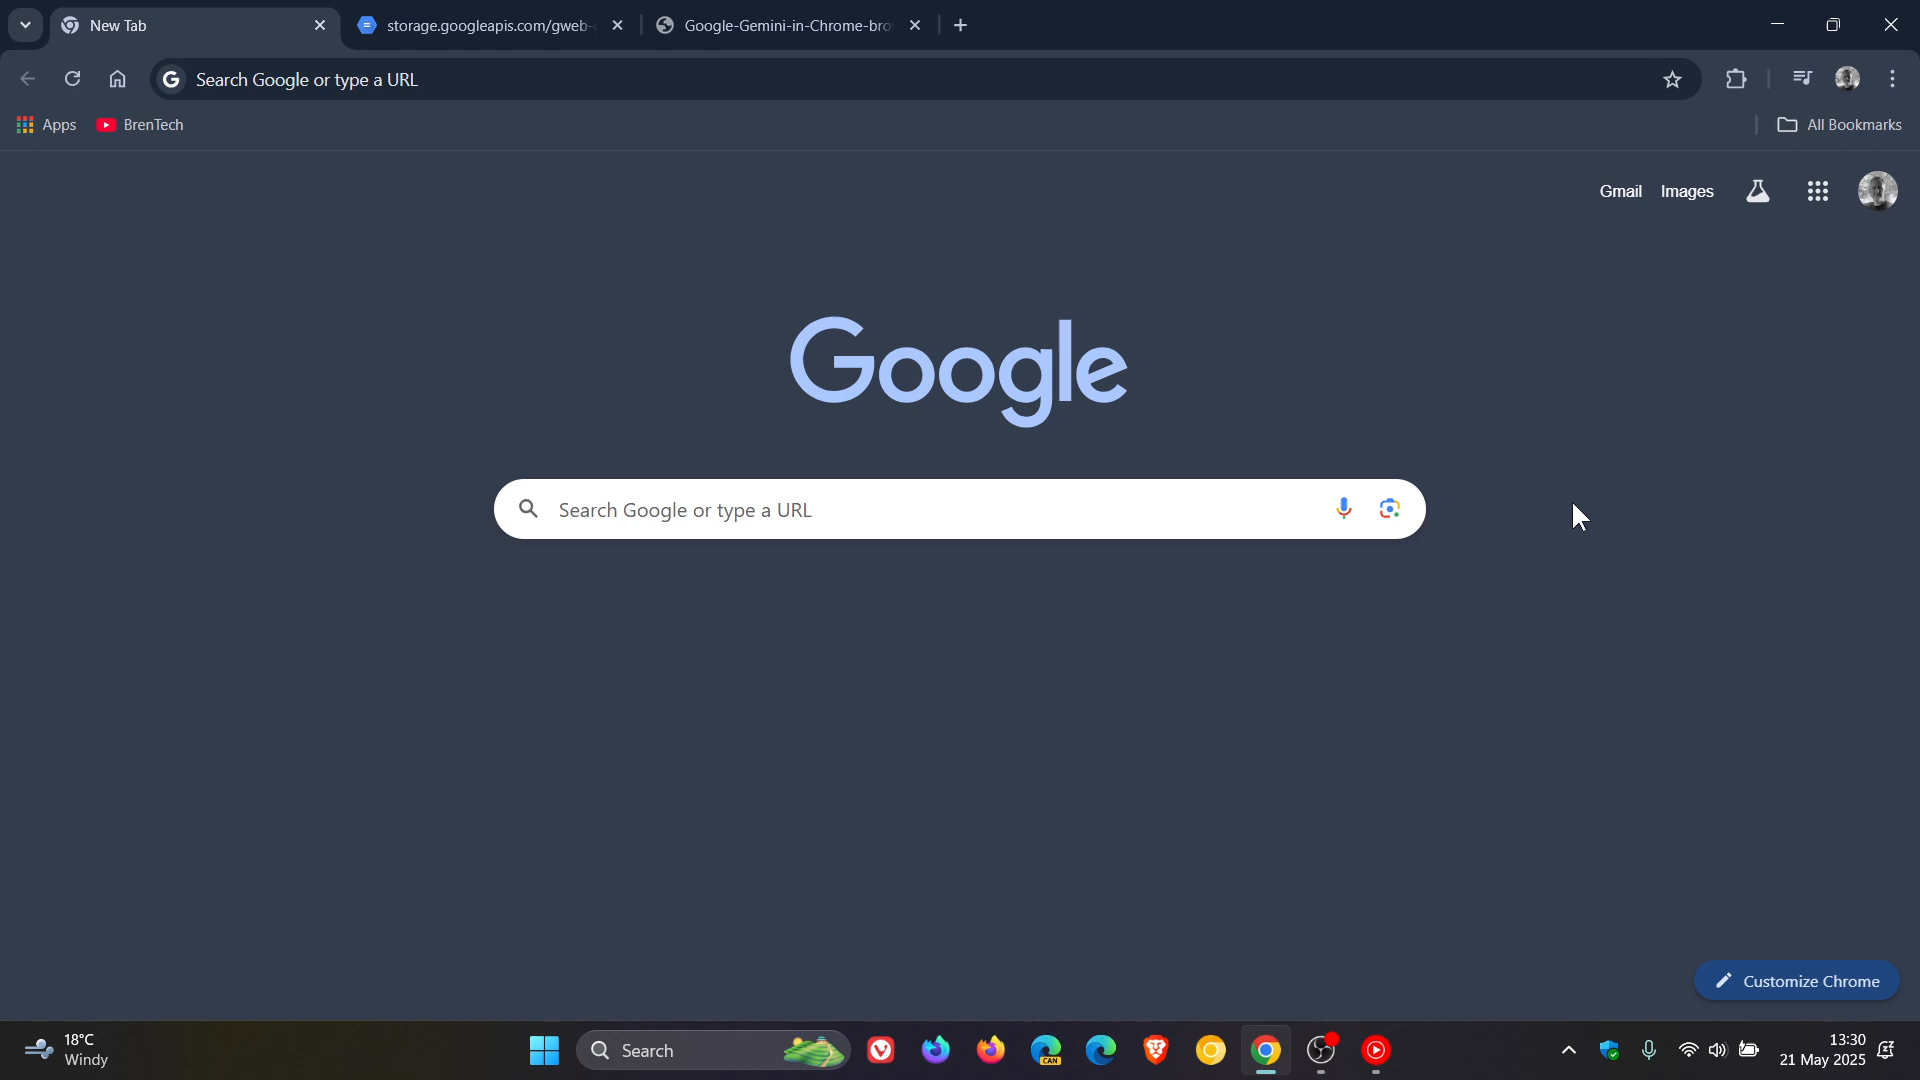 New Tab
storage.googleapis.com/gweb-
Google-Gemini-in-Chrome-bro
Search Google or type a URL
Apps
BrenTech
All Bookmarks
Gmail
Images
Google
Search Google or type a URL
Customize Chrome
18°C
Windy
Search
CAN
13:30
21 May 2025